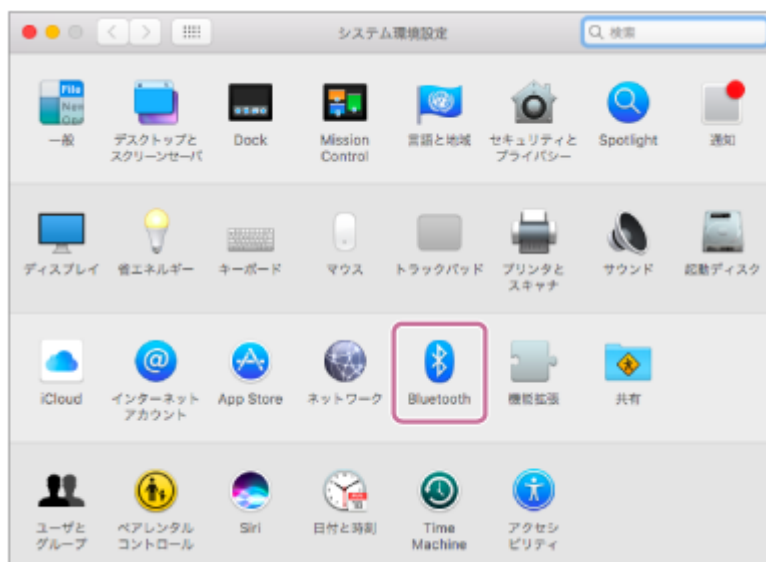 システム環境設定
検索
File
New
Ope
一般
デスクトップと
スクリーンセーバ
Dock
Mission
Control
言語と地域
セキュリティと
プライバシー
Spotlight
通知
ディスプレイ
省エネルギー
キーボード
マウス
トラックパッド
プリンタと
スキャナ
サウンド
起動ディスク
iCloud
インターネット
アカウント
App Store
ネットワーク
Bluetooth
機能拡張
共有
ユーザと
グループ
ペアレンタル
コントロール
Siri
日付と時刻
Time
Machine
アクセシ
ビリティ